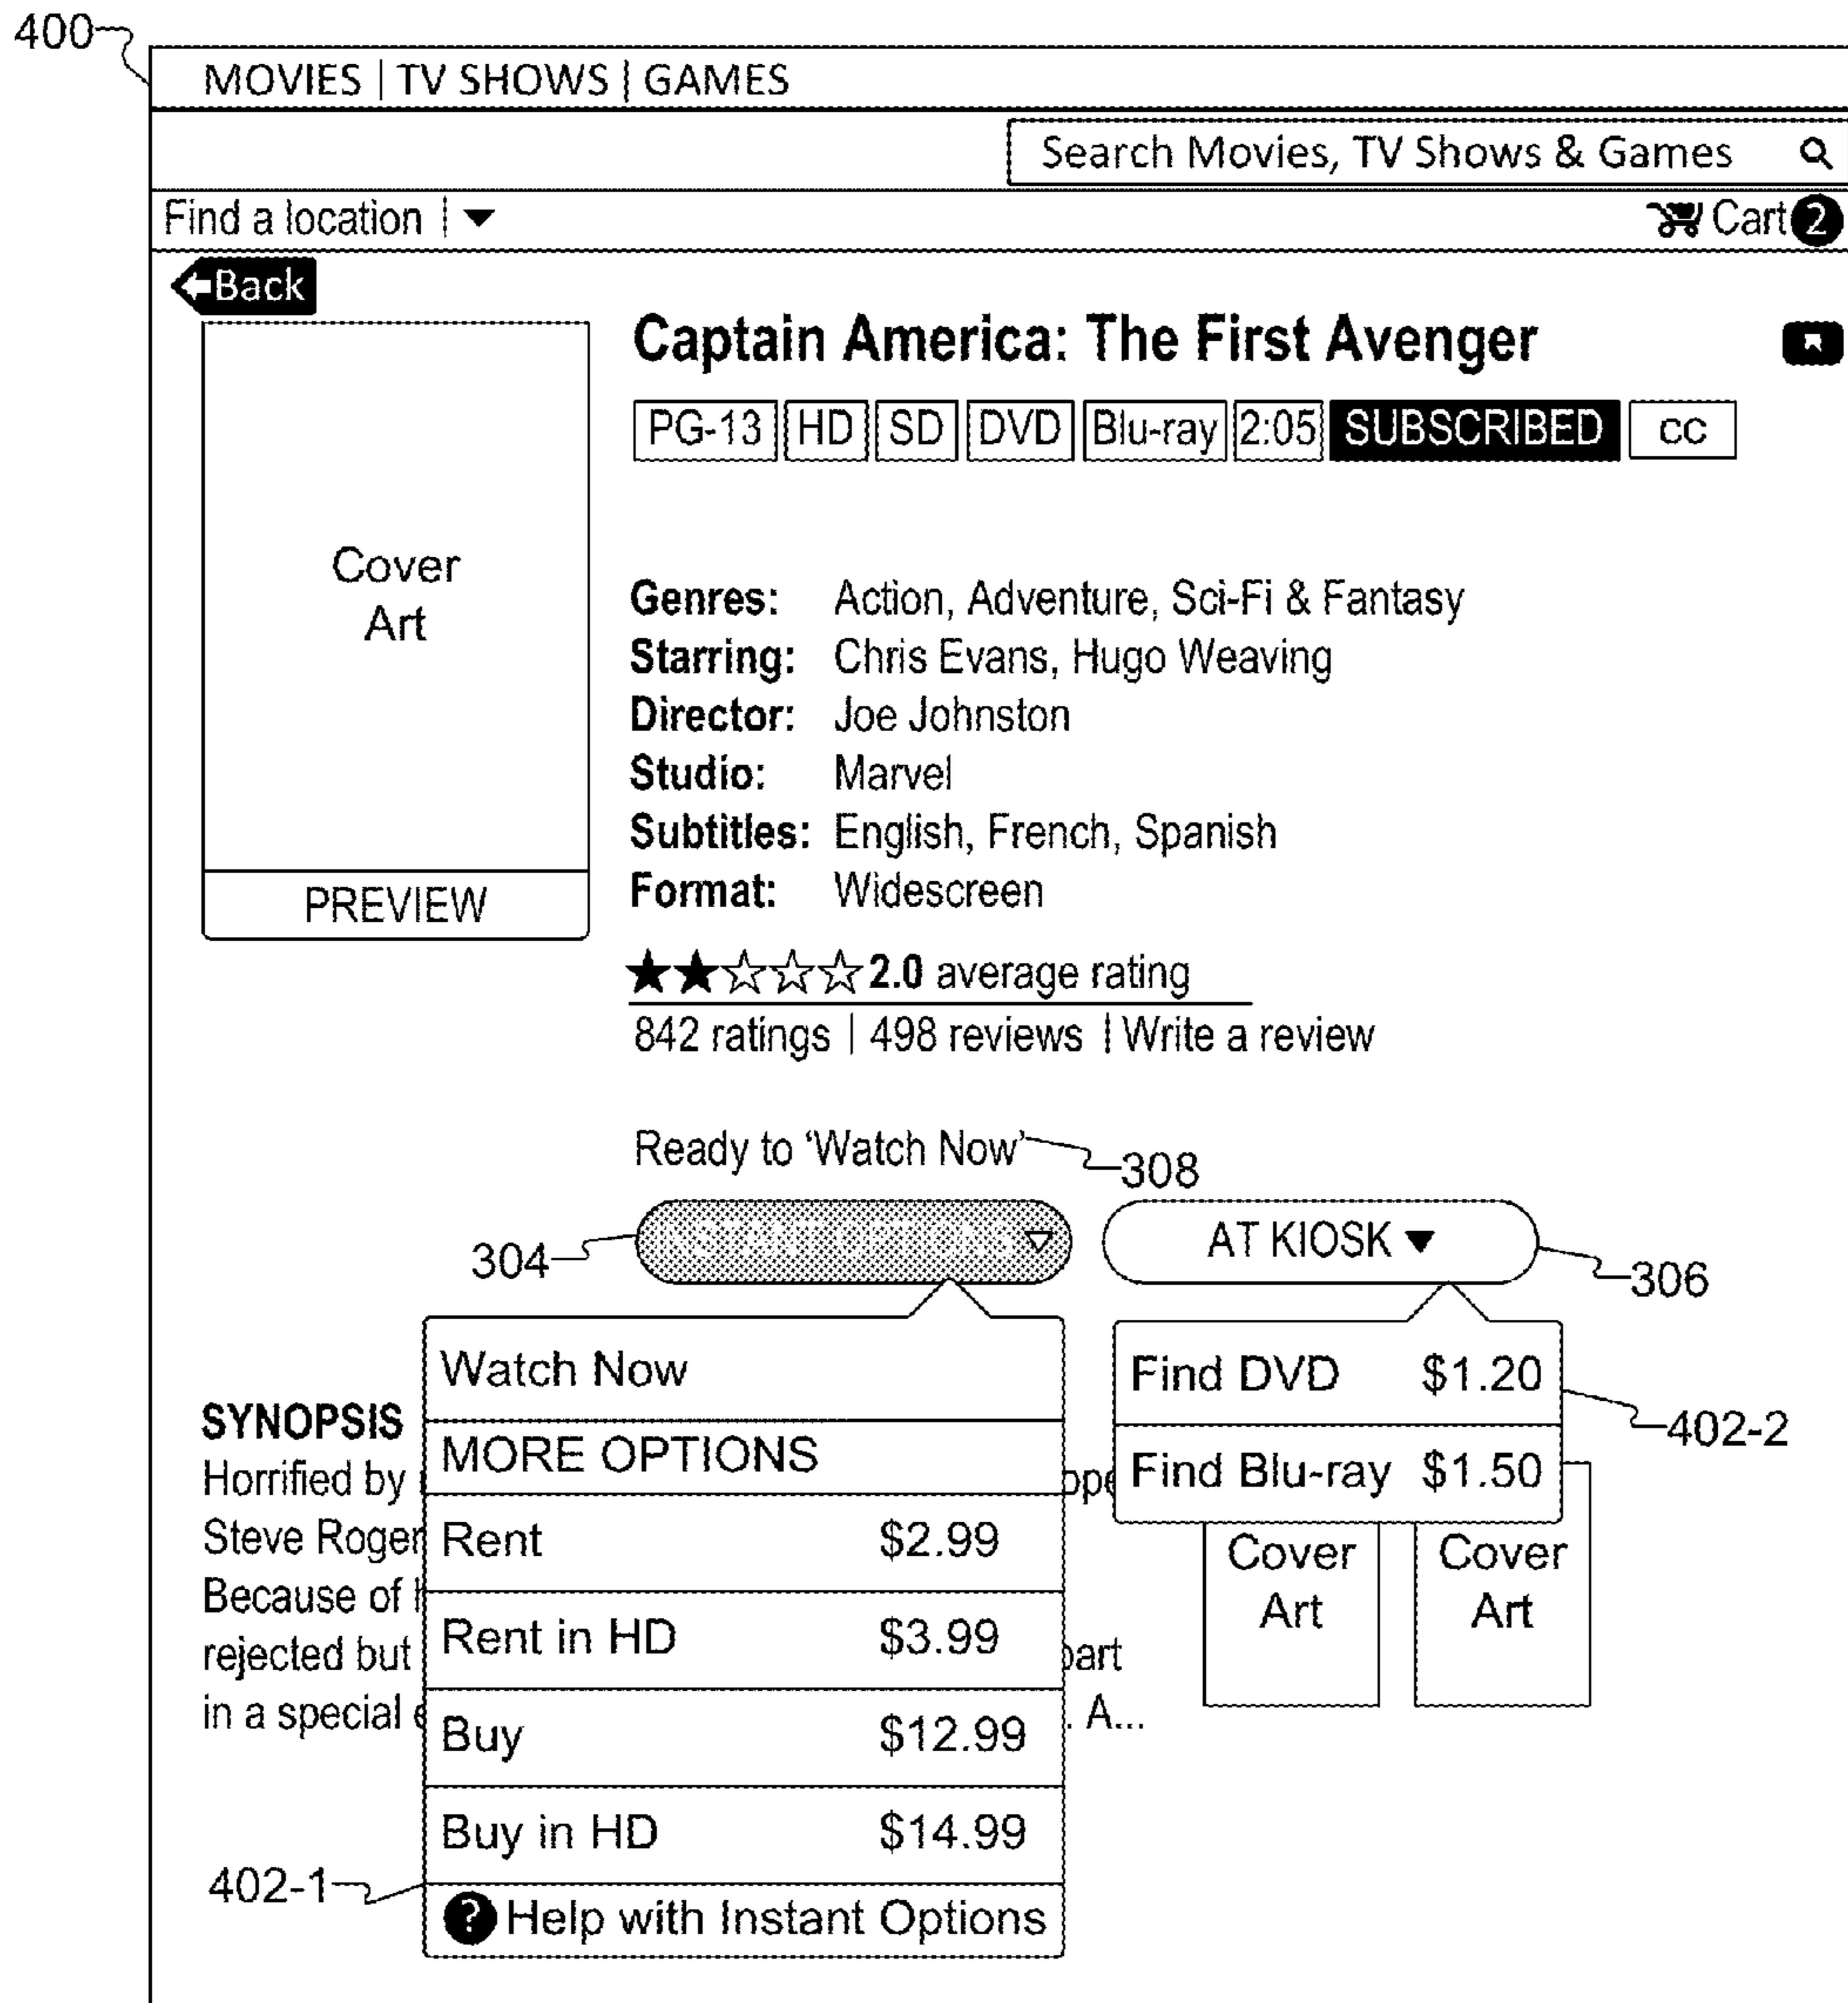 400
MOVIES | TV SHOWS | GAMES
Search Movies, TV Shows & Games
Find a location
Cart 2
Back
Captain America: The First Avenger
PG-13 HD SD DVD Blu-ray 2:05 SUBSCRIBED CC
Cover
Art
PREVIEW
Genres: Action, Adventure, Sci-Fi & Fantasy
Starring: Chris Evans, Hugo Weaving
Director: Joe Johnston
Studio: Marvel
Subtitles: English, French, Spanish
Format: Widescreen
2.0 average rating
842 ratings | 498 reviews | Write a review
Ready to 'Watch Now'
308
304
INSTANT OPTIONS
AT KIOSK
306
Watch Now
MORE OPTIONS
Rent $2.99
Rent in HD $3.99
Buy $12.99
Buy in HD $14.99
? Help with Instant Options
402-1
Find DVD $1.20
Find Blu-ray $1.50
402-2
SYNOPSIS
Horrified by
Steve Roger
Because of
rejected but part
in a special . A...
Cover
Art
Cover
Art